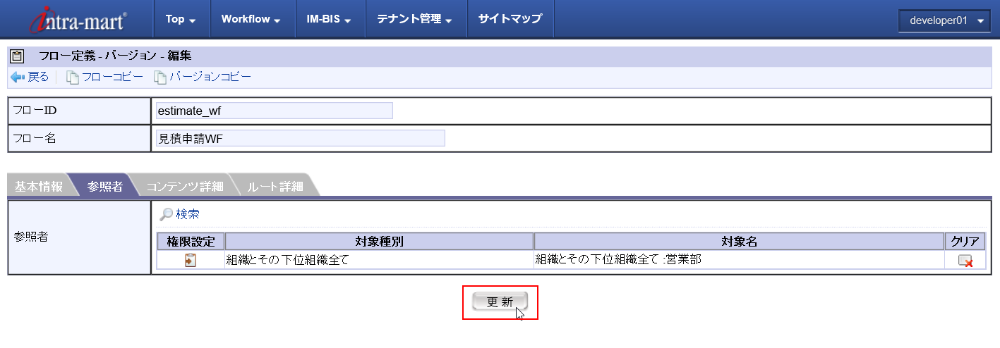 intra-mart Top Workflow IM-BIS テナント管理 サイトマップ developer01
フロー定義 - バージョン - 編集
戻る フローコピー バージョンコピー
フローID estimate_wf
フロー名 見積申請WF
基本情報 参照者 コンテンツ詳細 ルート詳細
検索
参照者
権限設定 対象種別 対象名 クリア
組織とその下位組織全て 組織とその下位組織全て :営業部
更 新